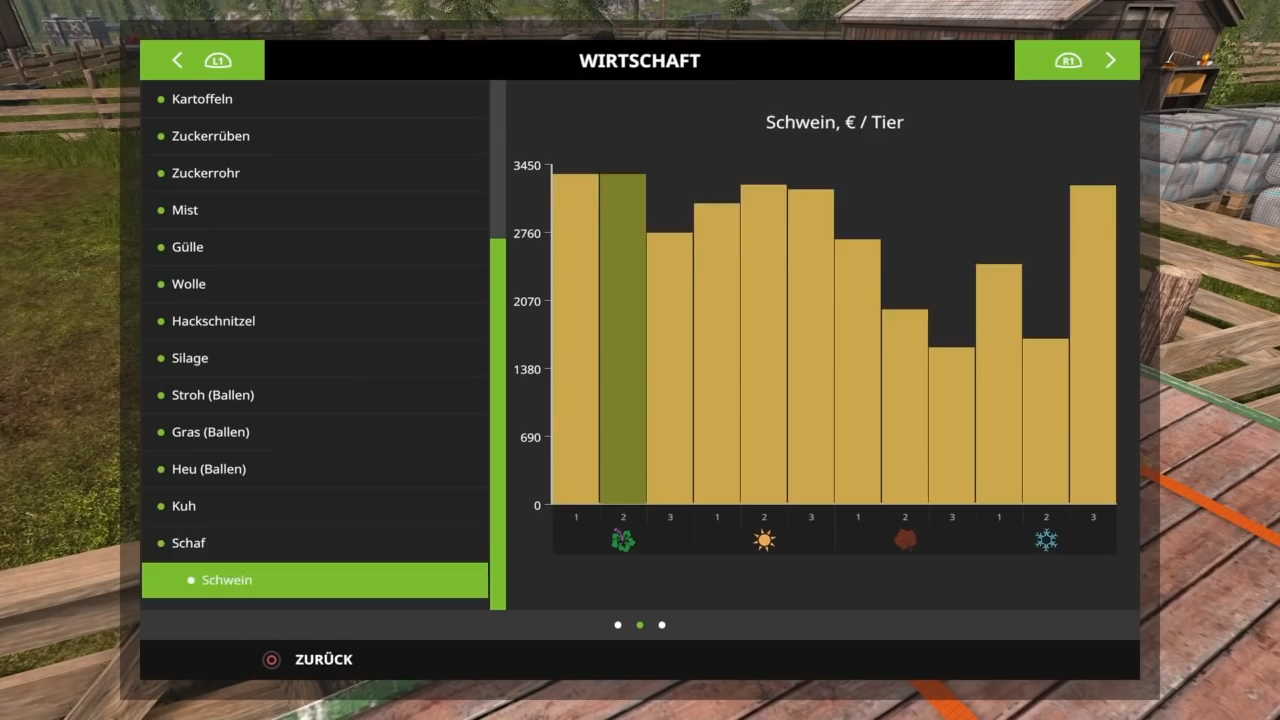 L1
WIRTSCHAFT
R1
Kartoffeln
Zuckerrüben
Zuckerrohr
Mist
Gülle
Wolle
Hackschnitzel
Silage
Stroh (Ballen)
Gras (Ballen)
Heu (Ballen)
Kuh
Schaf
Schwein
Schwein, € / Tier
3450
2760
2070
1380
690
0
1 2 3 1 2 3 1 2 3 1 2 3
ZURÜCK